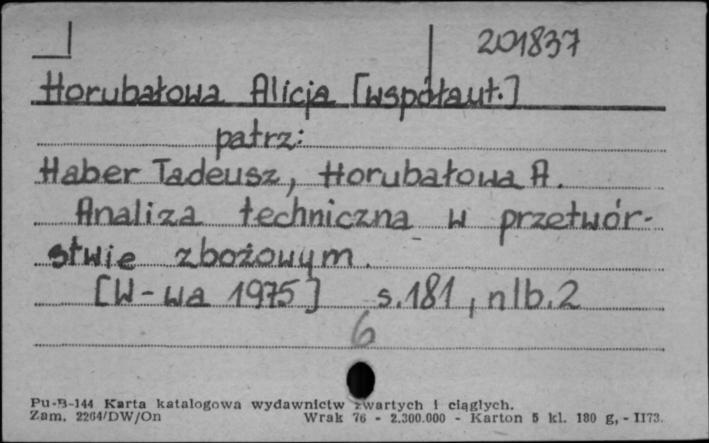 201837
Horubałowa Alicja [współaut.]
patrz:
Haber Tadeusz, Horubałowa A.
Analiza techniczna w przetwór-
stwie zbożowym.
[W-wa 1975] s.181, nlb.2
6
Pu-B-144 Karta katalogowa wydawnictw zwartych i ciągłych.
Zam. 2264/DW/On Wrak 76 - 2.300.000 - Karton 5 kl. 180 g, - II73.